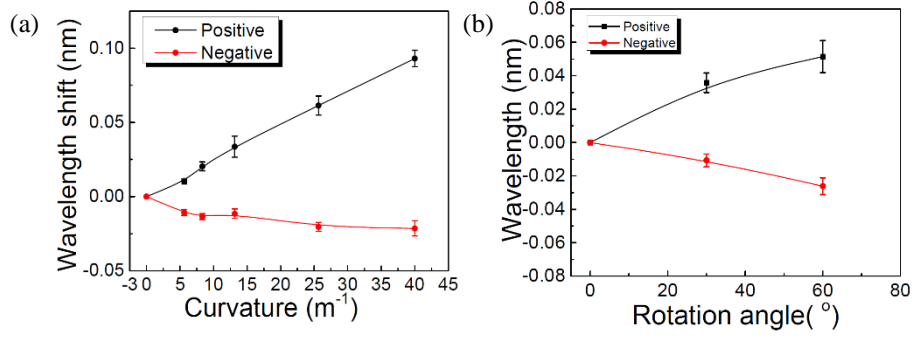 (a)
Positive
Negative
Wavelength shift (nm)
0.10
0.05
0.00
-0.05
-3 0 5 10 15 20 25 30 35 40 45
Curvature (m⁻¹)
(b)
Positive
Negative
Wavelength (nm)
0.08
0.06
0.04
0.02
0.00
-0.02
-0.04
-0.06
-0.08
0 20 40 60 80
Rotation angle( °)